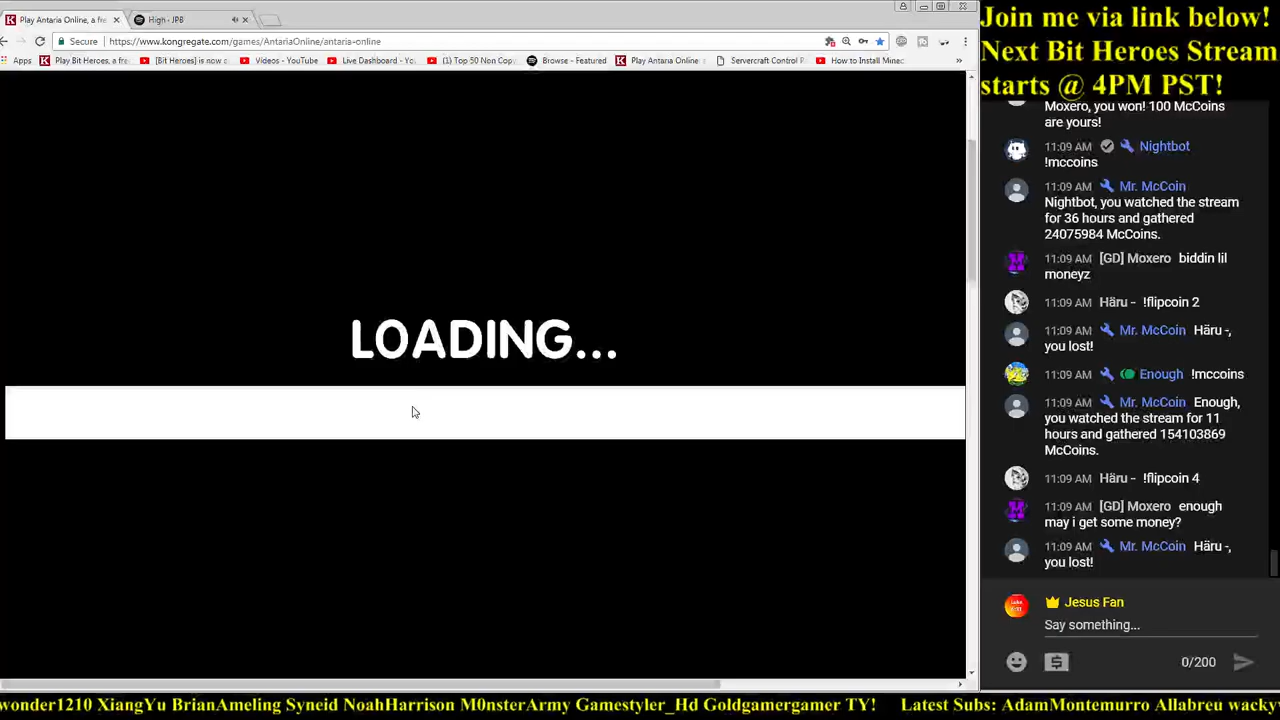 Play Antaria Online, a fre
High - JPB
Secure
https://www.kongregate.com/games/AntariaOnline/antaria-online
Apps
Play Bit Heroes, a free
[Bit Heroes] is now o
Videos - YouTube
Live Dashboard - Yo
(1) Top 50 Non Copy
Browse - Featured
Play Antaria Online
Servercraft Control P
How to Install Minec
»
LOADING...
Join me via link below!
Next Bit Heroes Stream
starts @ 4PM PST!
Moxero, you won! 100 McCoins
are yours!
11:09 AM Nightbot
!mccoins
11:09 AM Mr. McCoin
Nightbot, you watched the stream
for 36 hours and gathered
24075984 McCoins.
11:09 AM [GD] Moxero biddin lil
moneyz
11:09 AM Häru - !flipcoin 2
11:09 AM Mr. McCoin Häru -,
you lost!
11:09 AM Enough !mccoins
11:09 AM Mr. McCoin Enough,
you watched the stream for 11
hours and gathered 154103869
McCoins.
11:09 AM Häru - !flipcoin 4
11:09 AM [GD] Moxero enough
may i get some money?
11:09 AM Mr. McCoin Häru -,
you lost!
Jesus Fan
Say something...
0/200
wonder1210 XiangYu BrianAmeling Syneid NoahHarrison M0nsterArmy Gamestyler_Hd Goldgamergamer TY! Latest Subs: AdamMontemurro Allabreu wacky